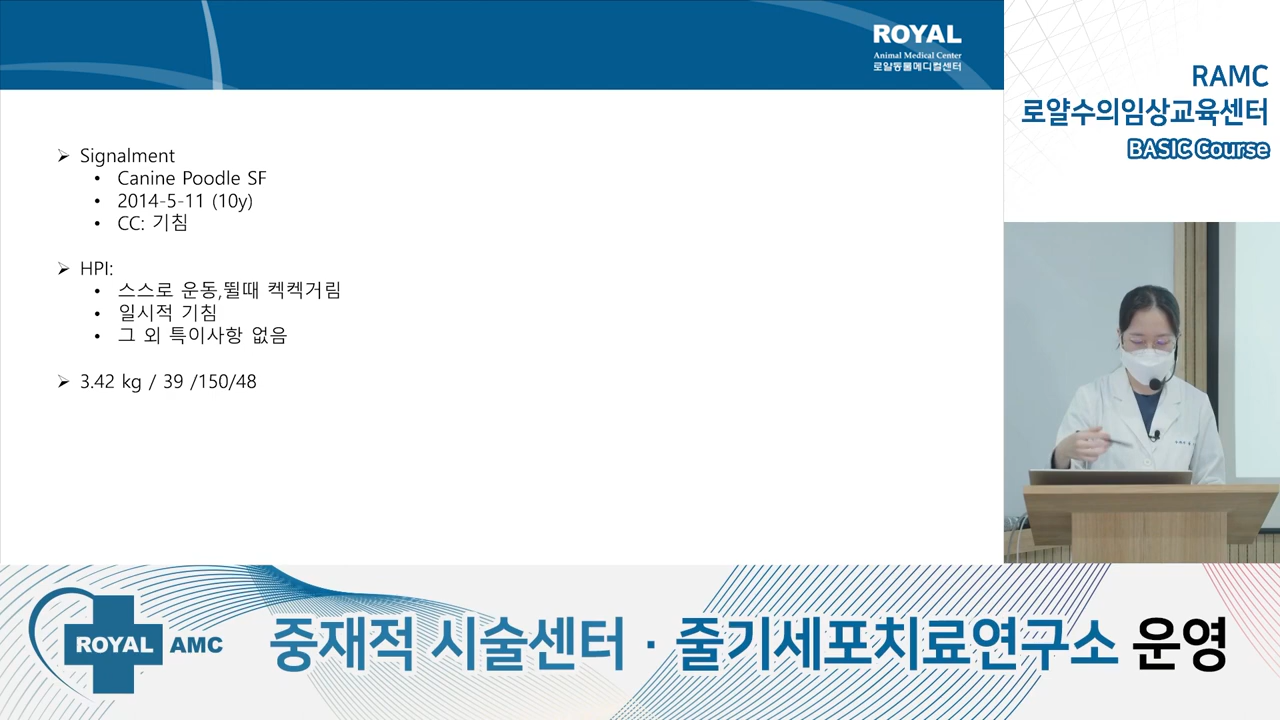 ROYAL
Animal Medical Center
로얄동물메디컬센터
RAMC
로얄수의임상교육센터
BASIC Course
➢ Signalment
• Canine Poodle SF
• 2014-5-11 (10y)
• CC: 기침
➢ HPI:
• 스스로 운동,뛸때 켁켁거림
• 일시적 기침
• 그 외 특이사항 없음
➢ 3.42 kg / 39 /150/48
ROYAL AMC
중재적 시술센터 · 줄기세포치료연구소 운영